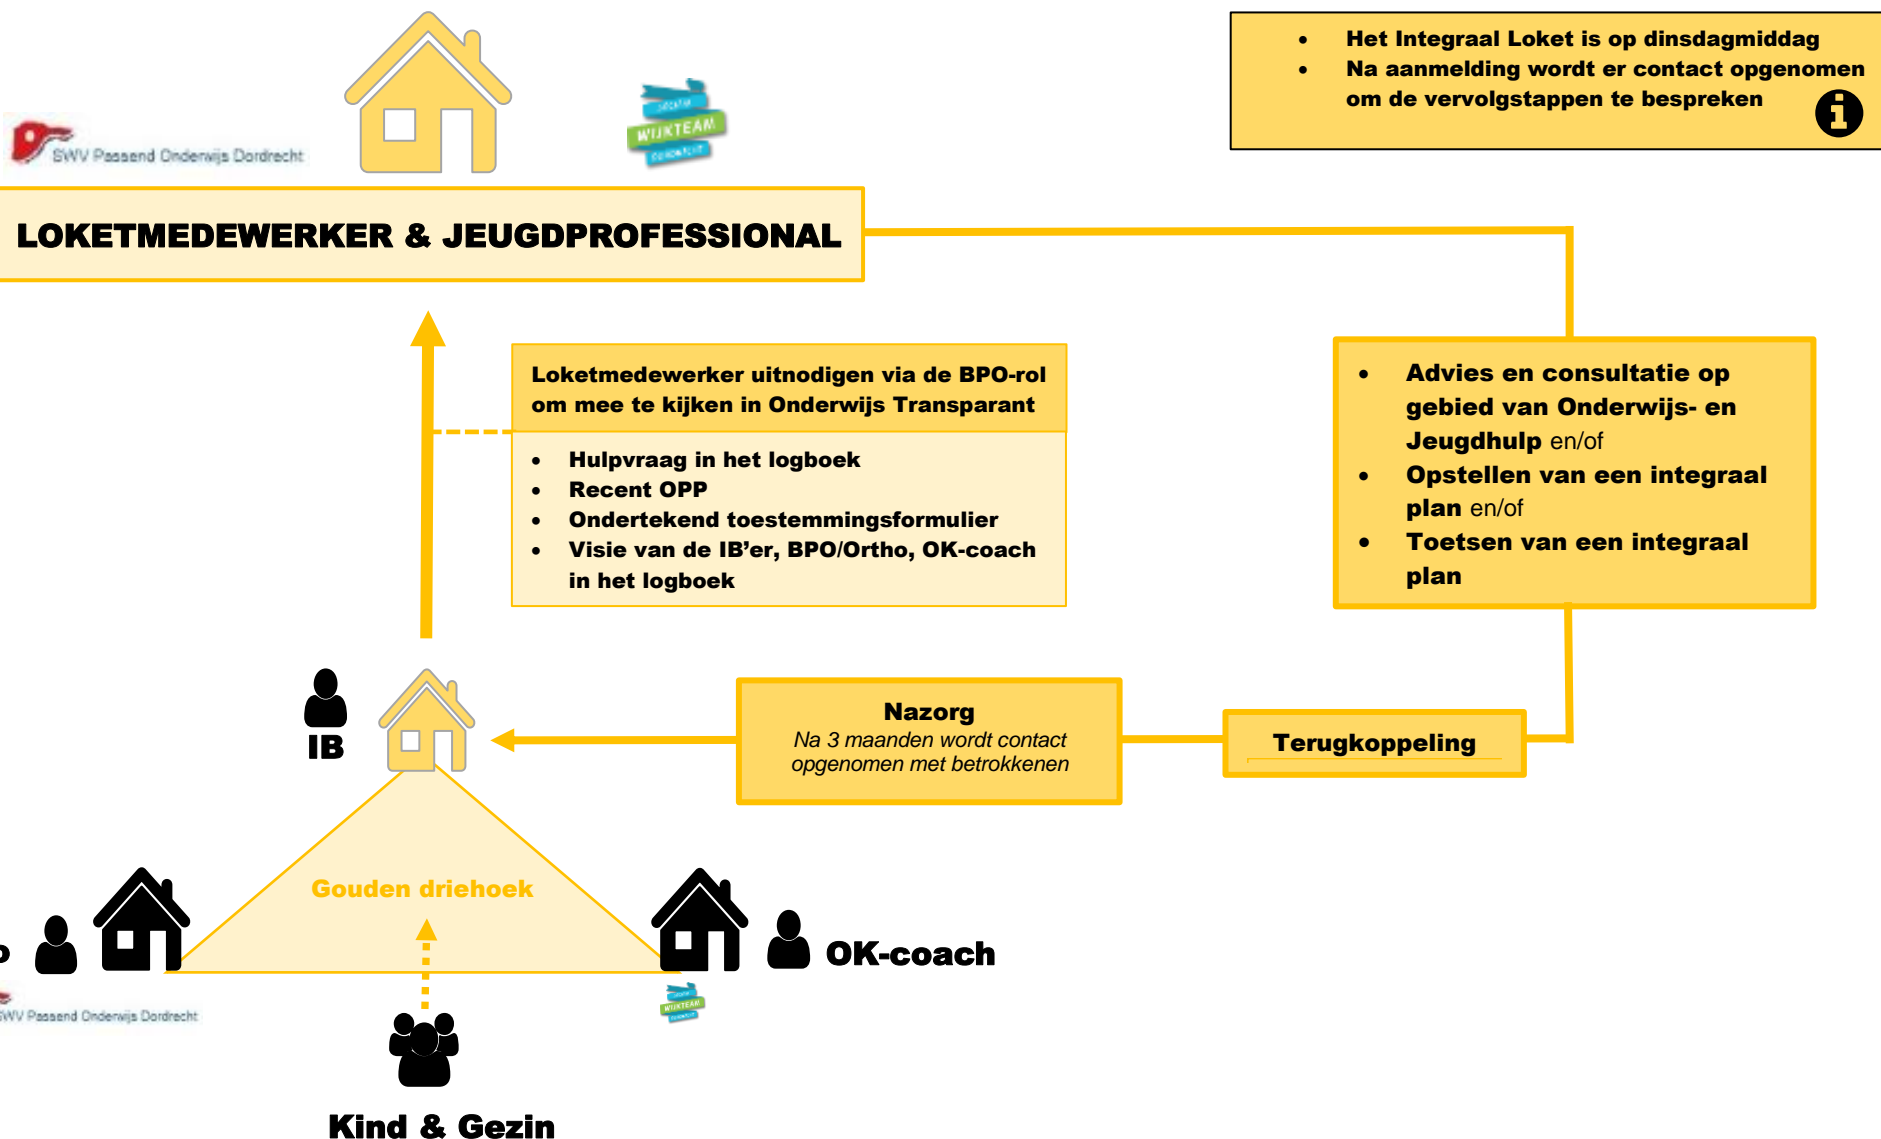 • Het Integraal Loket is op dinsdagmiddag
• Na aanmelding wordt er contact opgenomen
om de vervolgstappen te bespreken
SWV Passend Onderwijs Dordrecht
WIJKTEAM
LOKETMEDEWERKER & JEUGDPROFESSIONAL
Loketmedewerker uitnodigen via de BPO-rol
om mee te kijken in Onderwijs Transparant
• Hulpvraag in het logboek
• Recent OPP
• Ondertekend toestemmingsformulier
• Visie van de IB’er, BPO/Ortho, OK-coach
in het logboek
• Advies en consultatie op
gebied van Onderwijs- en
Jeugdhulp en/of
• Opstellen van een integraal
plan en/of
• Toetsen van een integraal
plan
IB
Nazorg
Na 3 maanden wordt contact
opgenomen met betrokkenen
Terugkoppeling
Gouden driehoek
OK-coach
SWV Passend Onderwijs Dordrecht
WIJKTEAM
Kind & Gezin